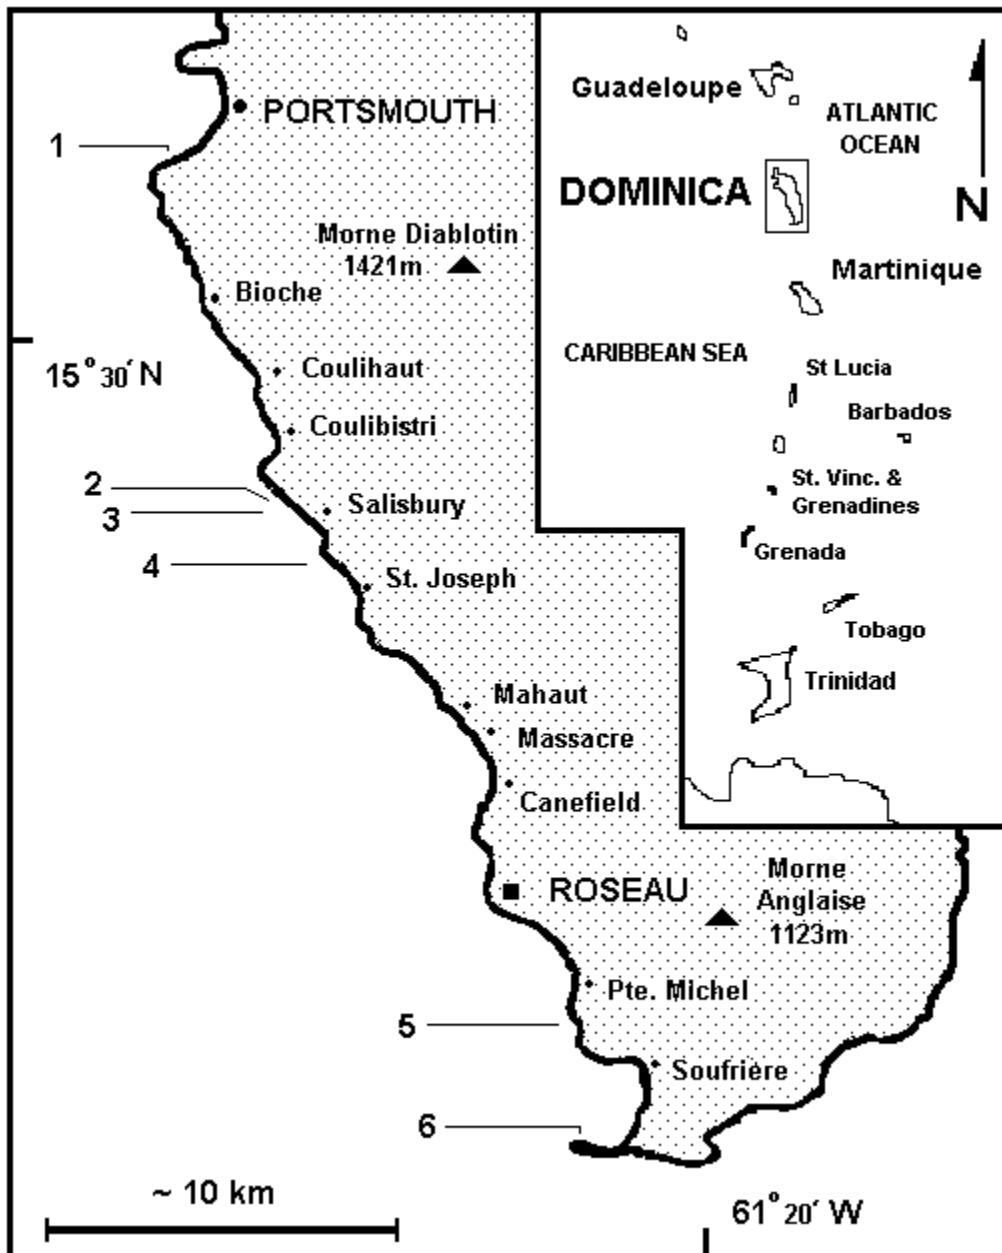 PORTSMOUTH
1
Morne Diablotin
1421m
Bioche
15° 30´ N
Coulihaut
Coulibistri
2
3
Salisbury
4
St. Joseph
Mahaut
Massacre
Canefield
ROSEAU
Morne
Anglaise
1123m
Pte. Michel
5
Soufrière
6
~ 10 km
61° 20´ W
Guadeloupe
ATLANTIC
OCEAN
DOMINICA
N
Martinique
CARIBBEAN SEA
St Lucia
Barbados
St. Vinc. &
Grenadines
Grenada
Tobago
Trinidad